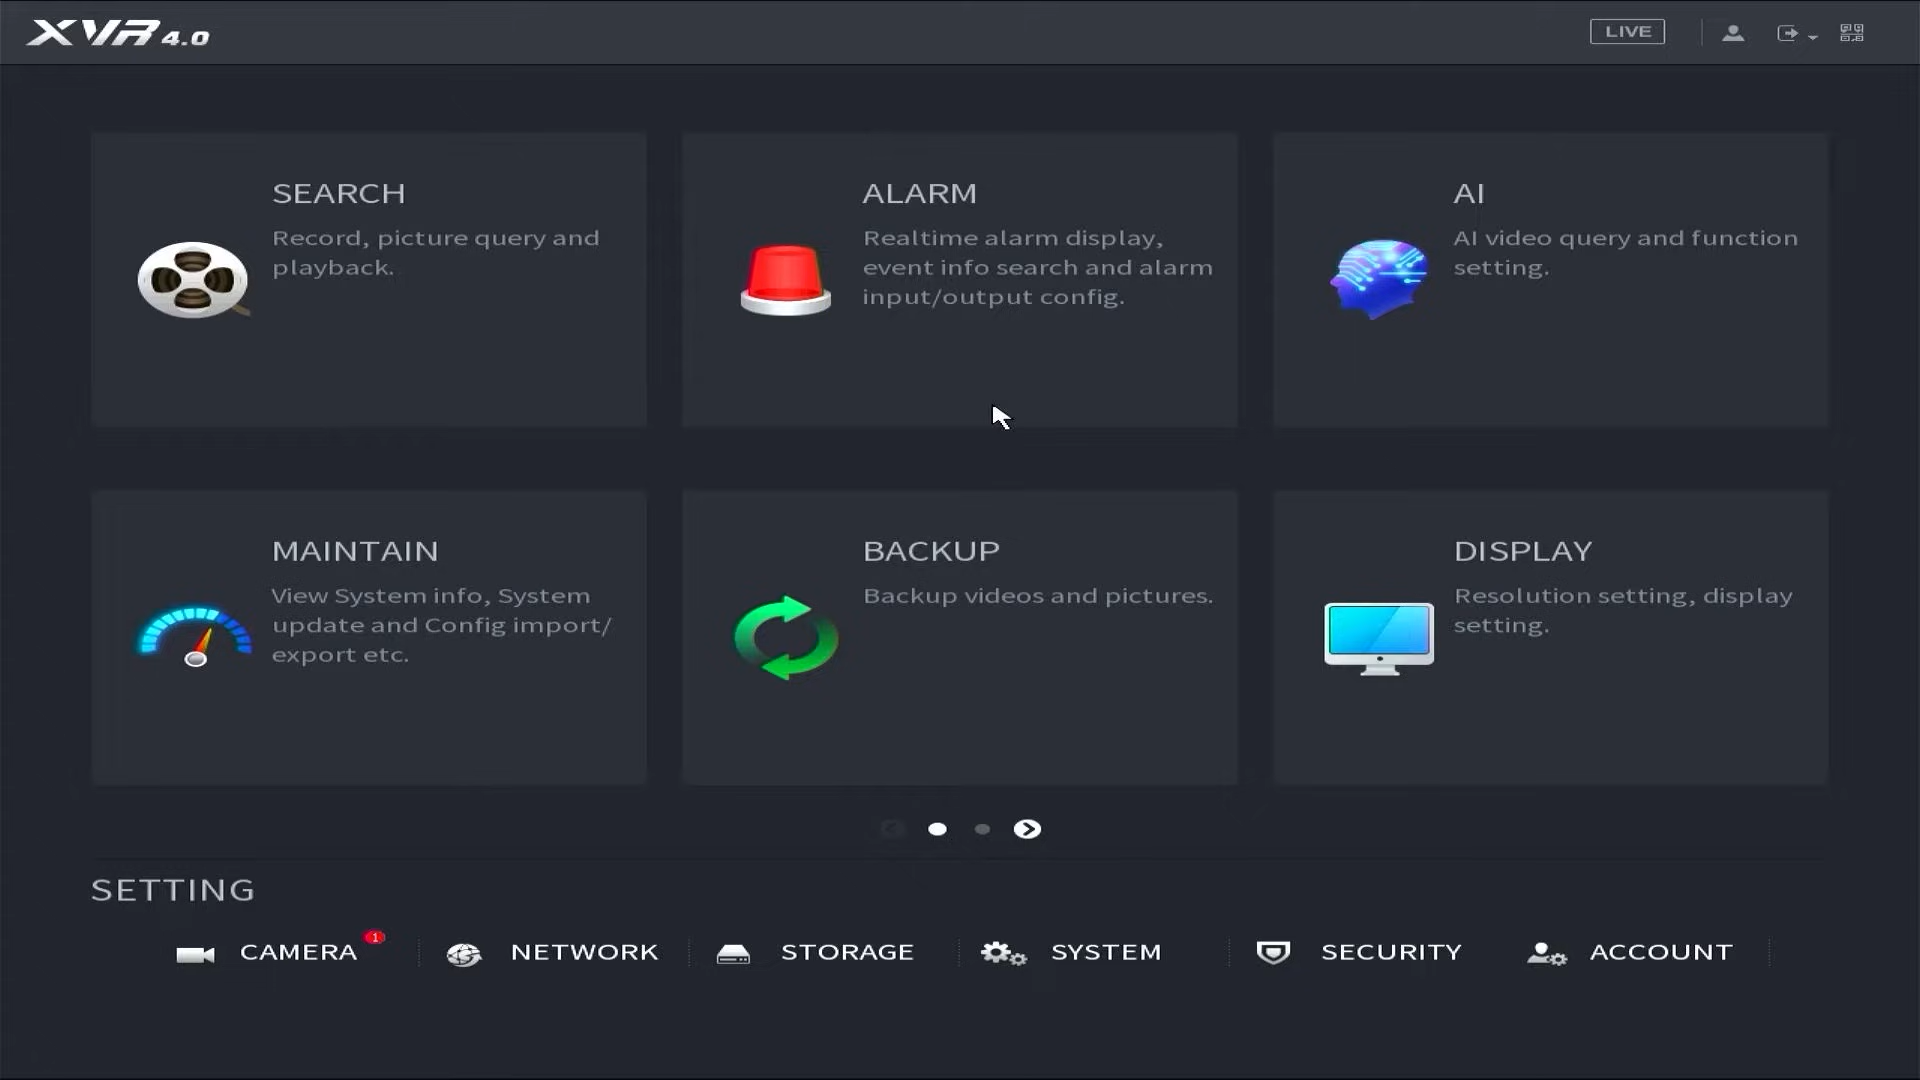 XVR 4.0
LIVE
SEARCH
Record, picture query and
playback.
ALARM
Realtime alarm display,
event info search and alarm
input/output config.
AI
AI video query and function
setting.
MAINTAIN
View System info, System
update and Config import/
export etc.
BACKUP
Backup videos and pictures.
DISPLAY
Resolution setting, display
setting.
SETTING
CAMERA 1
NETWORK
STORAGE
SYSTEM
SECURITY
ACCOUNT